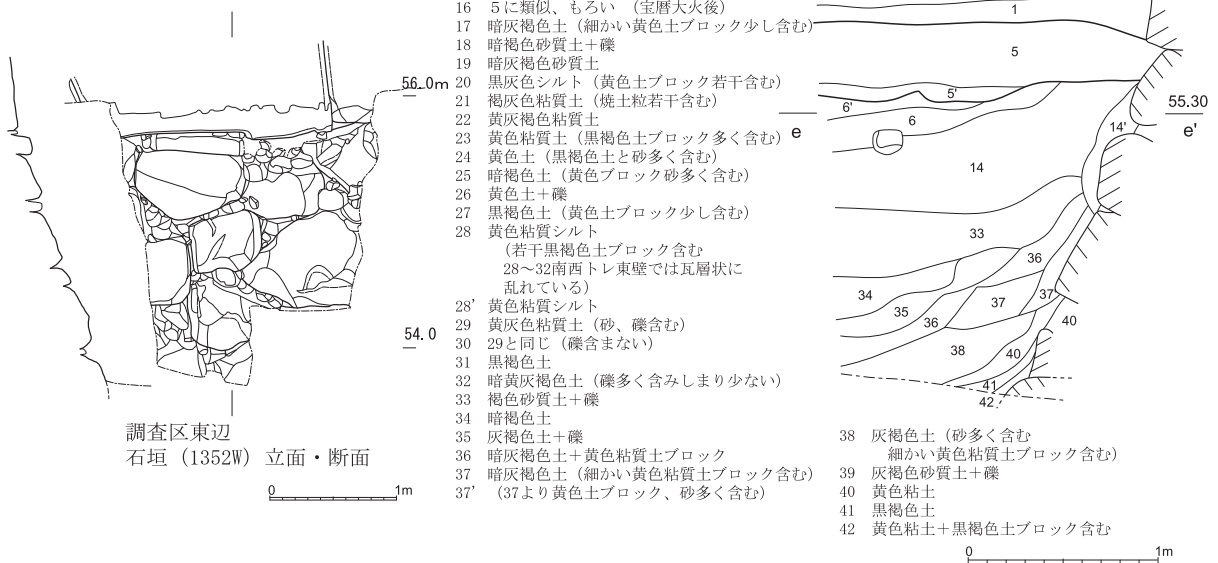 56.0m
54.0
調査区東辺
石垣（1352W）立面・断面
0 1m
16 ５に類似、もろい （宝暦大火後）
17 暗灰褐色土（細かい黄色土ブロック少し含む）
18 暗褐色砂質土＋礫
19 暗灰褐色砂質土
20 黒灰色シルト（黄色土ブロック若干含む）
21 褐灰色粘質土（焼土粒若干含む）
22 黄灰褐色粘質土
23 黄色粘質土（黒褐色土ブロック多く含む）
24 黄色土（黒褐色土と砂多く含む）
25 暗褐色土（黄色ブロック砂多く含む）
26 黄色土＋礫
27 黒褐色土（黄色土ブロック少し含む）
28 黄色粘質シルト
（若干黒褐色土ブロック含む
28～32南西トレ東壁では瓦層状に
乱れている）
28’ 黄色粘質シルト
29 黄灰色粘質土（砂、礫含む）
30 29と同じ（礫含まない）
31 黒褐色土
32 暗黄灰褐色土（礫多く含みしまり少ない）
33 褐色砂質土＋礫
34 暗褐色土
35 灰褐色土＋礫
36 暗褐色土＋黄色粘質土ブロック
37 暗灰褐色土（細かい黄色粘質土ブロック含む）
37’ （37より黄色土ブロック、砂多く含む）
1
5
5'
6'
6
e
55.30
e'
14'
14
33
36
34
35
36
37
37
40
38
40
41
42
38 灰褐色土（砂多く含む
細かい黄色粘質土ブロック含む）
39 灰褐色砂質土＋礫
40 黄色粘土
41 黒褐色土
42 黄色粘土＋黒褐色土ブロック含む
0 1m